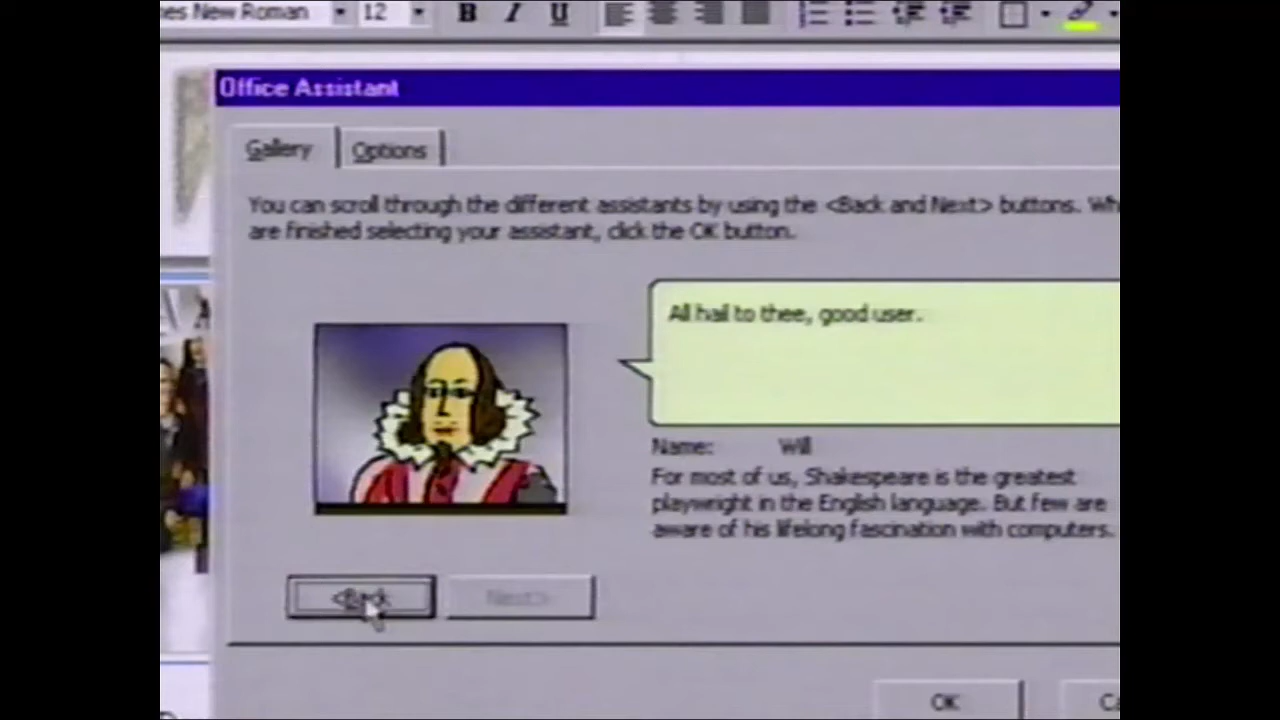 es New Roman 12 B I U
Office Assistant
Gallery Options
You can scroll through the different assistants by using the <Back and Next> buttons. Wh
are finished selecting your assistant, click the OK button.
All hail to thee, good user.
Name: Will
For most of us, Shakespeare is the greatest
playwright in the English language. But few are
aware of his lifelong fascination with computers.
<Back Next>
OK Ca